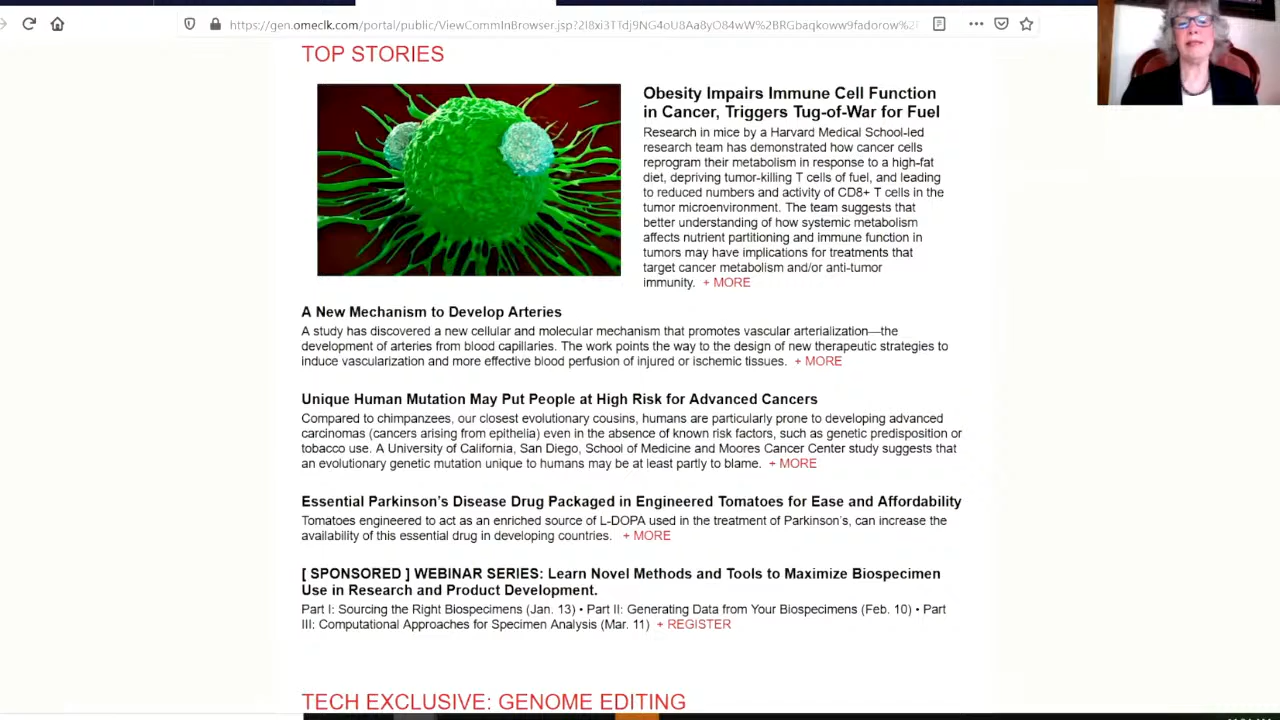 https://gen.omeclk.com/portal/public/ViewCommInBrowser.jsp?
TOP STORIES
Obesity Impairs Immune Cell Function
in Cancer, Triggers Tug-of-War for Fuel
Research in mice by a Harvard Medical School-led
research team has demonstrated how cancer cells
reprogram their metabolism in response to a high-fat
diet, depriving tumor-killing T cells of fuel, and leading
to reduced numbers and activity of CD8+ T cells in the
tumor microenvironment. The team suggests that
better understanding of how systemic metabolism
affects nutrient partitioning and immune function in
tumors may have implications for treatments that
target cancer metabolism and/or anti-tumor
immunity. + MORE
A New Mechanism to Develop Arteries
A study has discovered a new cellular and molecular mechanism that promotes vascular arterialization—the
development of arteries from blood capillaries. The work points the way to the design of new therapeutic strategies to
induce vascularization and more effective blood perfusion of injured or ischemic tissues. + MORE
Unique Human Mutation May Put People at High Risk for Advanced Cancers
Compared to chimpanzees, our closest evolutionary cousins, humans are particularly prone to developing advanced
carcinomas (cancers arising from epithelia) even in the absence of known risk factors, such as genetic predisposition or
tobacco use. A University of California, San Diego, School of Medicine and Moores Cancer Center study suggests that
an evolutionary genetic mutation unique to humans may be at least partly to blame. + MORE
Essential Parkinson's Disease Drug Packaged in Engineered Tomatoes for Ease and Affordability
Tomatoes engineered to act as an enriched source of L-DOPA used in the treatment of Parkinson's, can increase the
availability of this essential drug in developing countries. + MORE
[ SPONSORED ] WEBINAR SERIES: Learn Novel Methods and Tools to Maximize Biospecimen
Use in Research and Product Development.
Part I: Sourcing the Right Biospecimens (Jan. 13) • Part II: Generating Data from Your Biospecimens (Feb. 10) • Part
III: Computational Approaches for Specimen Analysis (Mar. 11) + REGISTER
TECH EXCLUSIVE: GENOME EDITING